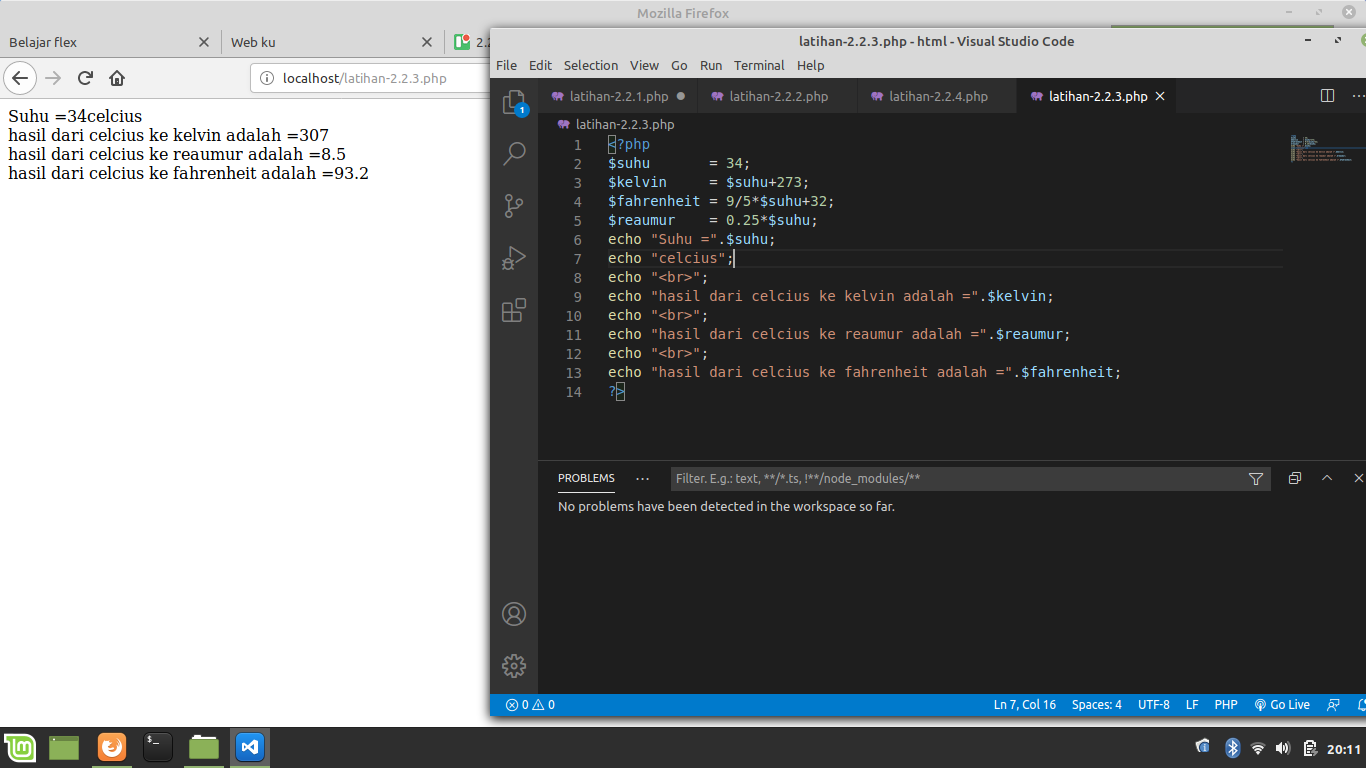 Mozilla Firefox
Belajar flex
Web ku
2.2
localhost/latihan-2.2.3.php
Suhu =34celcius
hasil dari celcius ke kelvin adalah =307
hasil dari celcius ke reaumur adalah =8.5
hasil dari celcius ke fahrenheit adalah =93.2
latihan-2.2.3.php - html - Visual Studio Code
File Edit Selection View Go Run Terminal Help
1
latihan-2.2.1.php latihan-2.2.2.php latihan-2.2.4.php latihan-2.2.3.php
latihan-2.2.3.php
1 <?php
2 $suhu       = 34;
3 $kelvin     = $suhu+273;
4 $fahrenheit = 9/5*$suhu+32;
5 $reaumur    = 0.25*$suhu;
6 echo "Suhu =".$suhu;
7 echo "celcius";
8 echo "<br>";
9 echo "hasil dari celcius ke kelvin adalah =".$kelvin;
10 echo "<br>";
11 echo "hasil dari celcius ke reaumur adalah =".$reaumur;
12 echo "<br>";
13 echo "hasil dari celcius ke fahrenheit adalah =".$fahrenheit;
14 ?>
PROBLEMS ··· Filter. E.g.: text, **/*.ts, !**/node_modules/**
No problems have been detected in the workspace so far.
0 0 Ln 7, Col 16 Spaces: 4 UTF-8 LF PHP Go Live
20:11